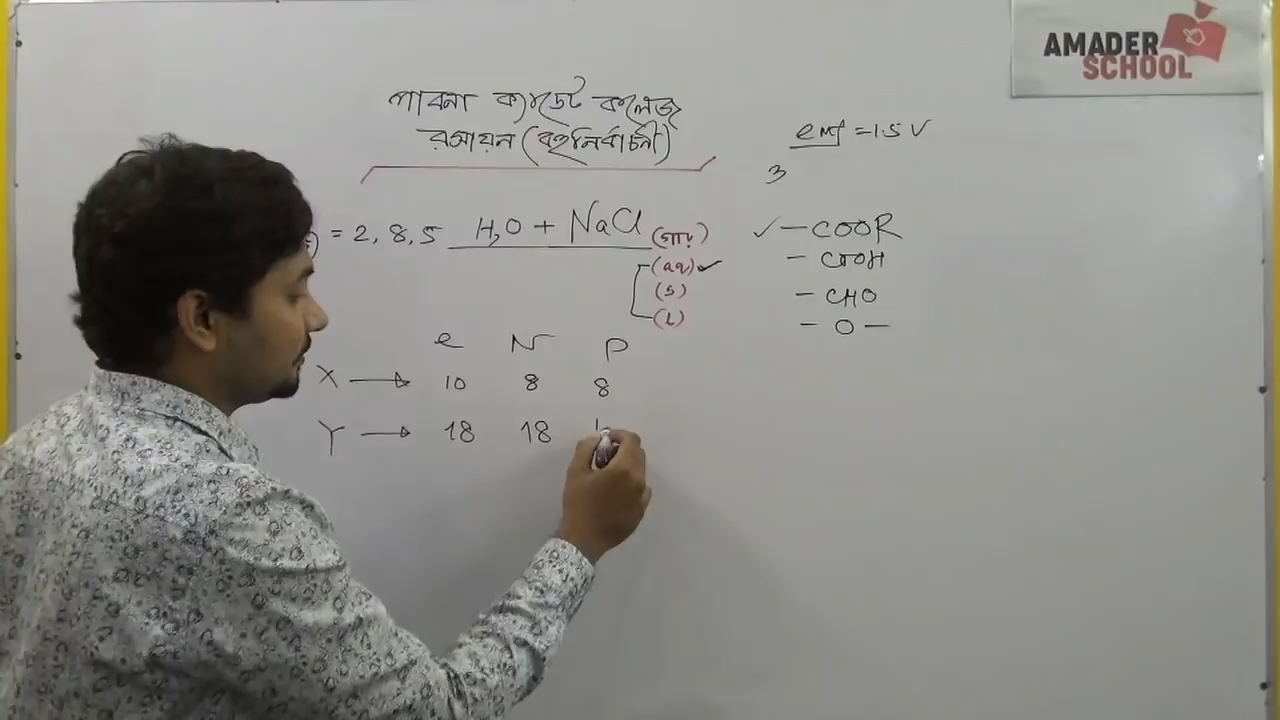 AMADER
SCHOOL
পাবনা ক্যাডেট কলেজ
রসায়ন (বহুনির্বাচনী)
emf = 1.5 V
3
) = 2, 8, 5 H₂O + NaCl (গাঢ়)
(aq) ✓
(s)
(L)
✓ — COOR
— COOH
— CHO
— O —
e N P
X → 10 8 8
Y → 18 18